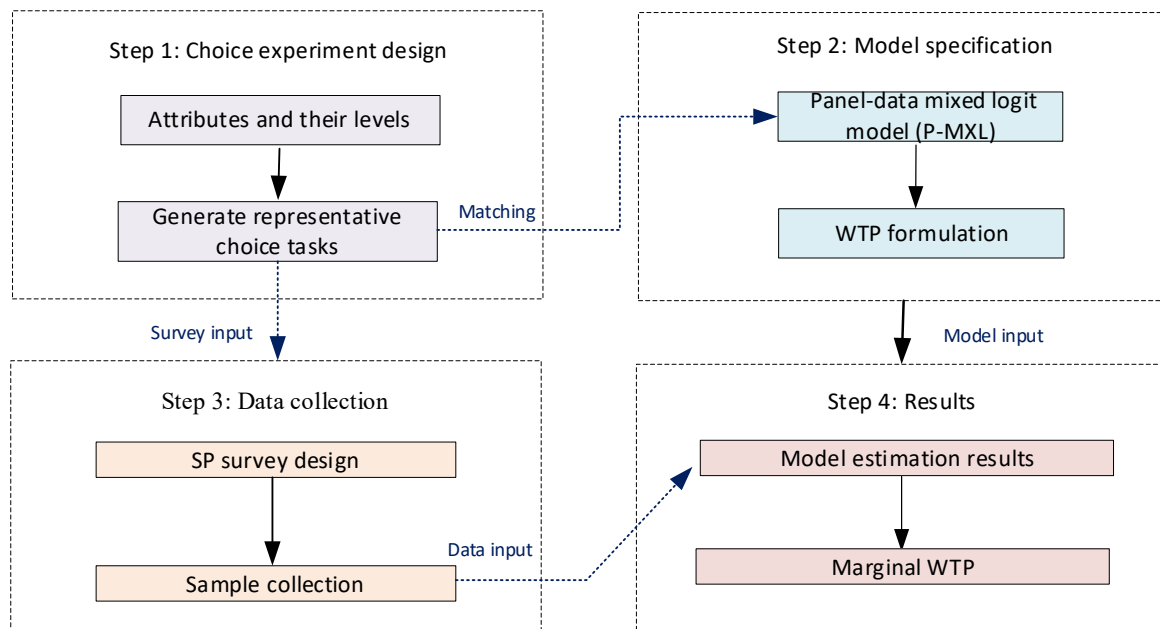 Step 1: Choice experiment design
Attributes and their levels
Generate representative
choice tasks
Matching
Step 2: Model specification
Panel-data mixed logit
model (P-MXL)
WTP formulation
Survey input
Model input
Step 3: Data collection
SP survey design
Sample collection
Data input
Step 4: Results
Model estimation results
Marginal WTP